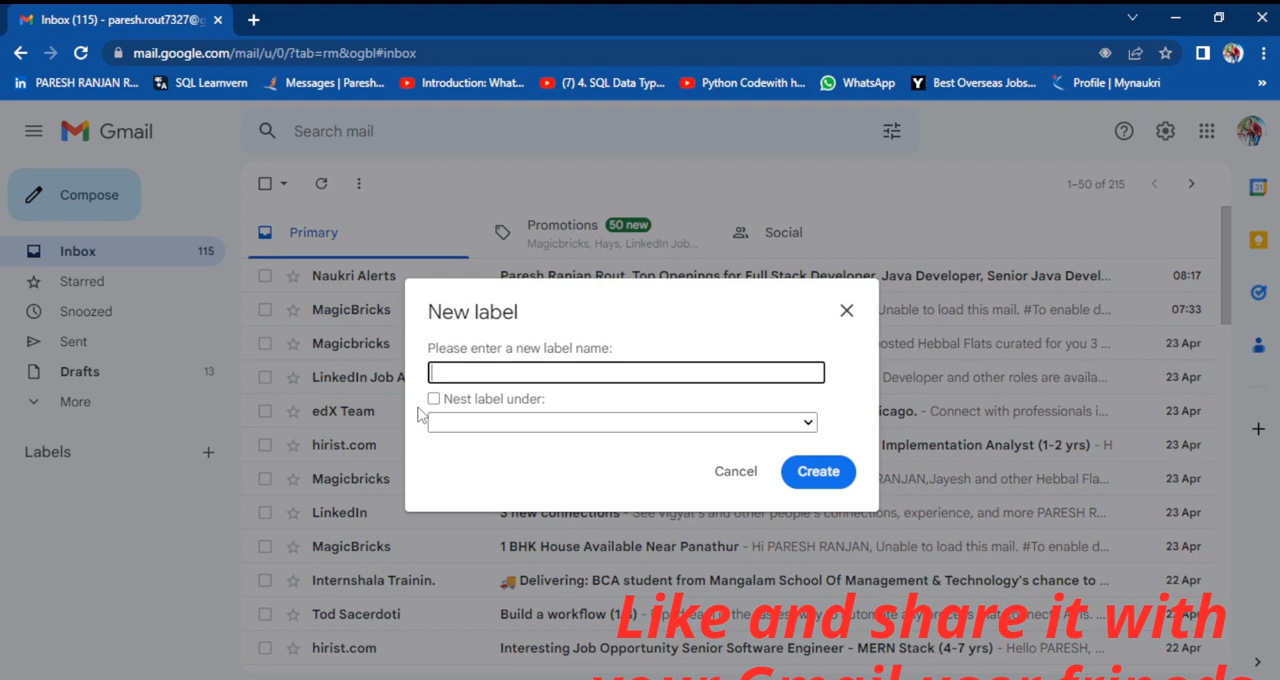 Inbox (115) - paresh.rout7327@g
mail.google.com/mail/u/0/?tab=rm&ogbl#inbox
in PARESH RANJAN R... SQL Learnvern Messages | Paresh... Introduction: What... (7) 4. SQL Data Typ... Python Codewith h... WhatsApp Y Best Overseas Jobs... Profile | Mynaukri
Gmail
Search mail
Compose
1–50 of 215
Inbox 115
Starred
Snoozed
Sent
Drafts 13
More
Labels
Primary
Promotions 50 new
Magicbricks, Hays, LinkedIn Job...
Social
Naukri Alerts Paresh Ranjan Rout, Top Openings for Full Stack Developer, Java Developer, Senior Java Devel... 08:17
MagicBricks Unable to load this mail. #To enable d... 07:33
Magicbricks posted Hebbal Flats curated for you 3 ... 23 Apr
LinkedIn Job A Developer and other roles are availa... 23 Apr
edX Team icago. - Connect with professionals i... 23 Apr
hirist.com Implementation Analyst (1-2 yrs) - H 23 Apr
Magicbricks RANJAN,Jayesh and other Hebbal Fla... 23 Apr
LinkedIn 3 new connections - See Vigyat's and other people's connections, experience, and more PARESH R... 23 Apr
MagicBricks 1 BHK House Available Near Panathur - Hi PARESH RANJAN, Unable to load this mail. #To enable d... 23 Apr
Internshala Trainin. 🚚 Delivering: BCA student from Mangalam School Of Management & Technology's chance to ... 22 Apr
Tod Sacerdoti Build a workflow
hirist.com Interesting Job Opportunity Senior Software Engineer - MERN Stack (4-7 yrs) - Hello PARESH, ... 22 Apr
New label
Please enter a new label name:
Nest label under:
Cancel Create
Like and share it with
your Gmail user friends